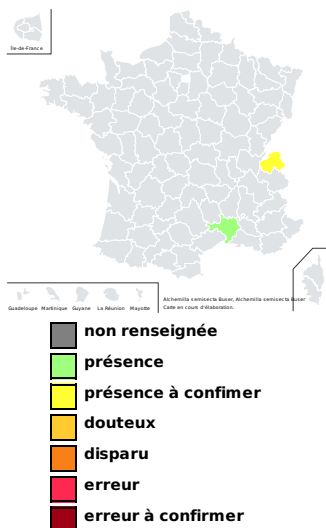 Île-de-France
Guadeloupe Martinique Guyane La Réunion Mayotte
Alchemilla semisecta Buser, Alchemilla semisecta Buser
Carte en cours d'élaboration.
non renseignée
présence
présence à confimer
douteux
disparu
erreur
erreur à confirmer